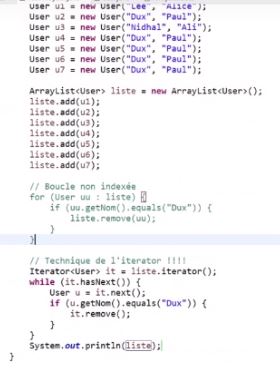 User u1 = new User("Lee", "Alice");
User u2 = new User("Dux", "Paul");
User u3 = new User("Nidhal", "Ali");
User u4 = new User("Dux", "Paul");
User u5 = new User("Dux", "Paul");
User u6 = new User("Dux", "Paul");
User u7 = new User("Dux", "Paul");
ArrayList<User> liste = new ArrayList<User>();
liste.add(u1);
liste.add(u2);
liste.add(u3);
liste.add(u4);
liste.add(u5);
liste.add(u6);
liste.add(u7);
// Boucle non indexée
for (User uu : liste) {
if (uu.getNom().equals("Dux")) {
liste.remove(uu);
}
}
// Technique de l'iterator !!!!
Iterator<User> it = liste.iterator();
while (it.hasNext()) {
User u = it.next();
if (u.getNom().equals("Dux")) {
it.remove();
}
}
System.out.println(liste);
}